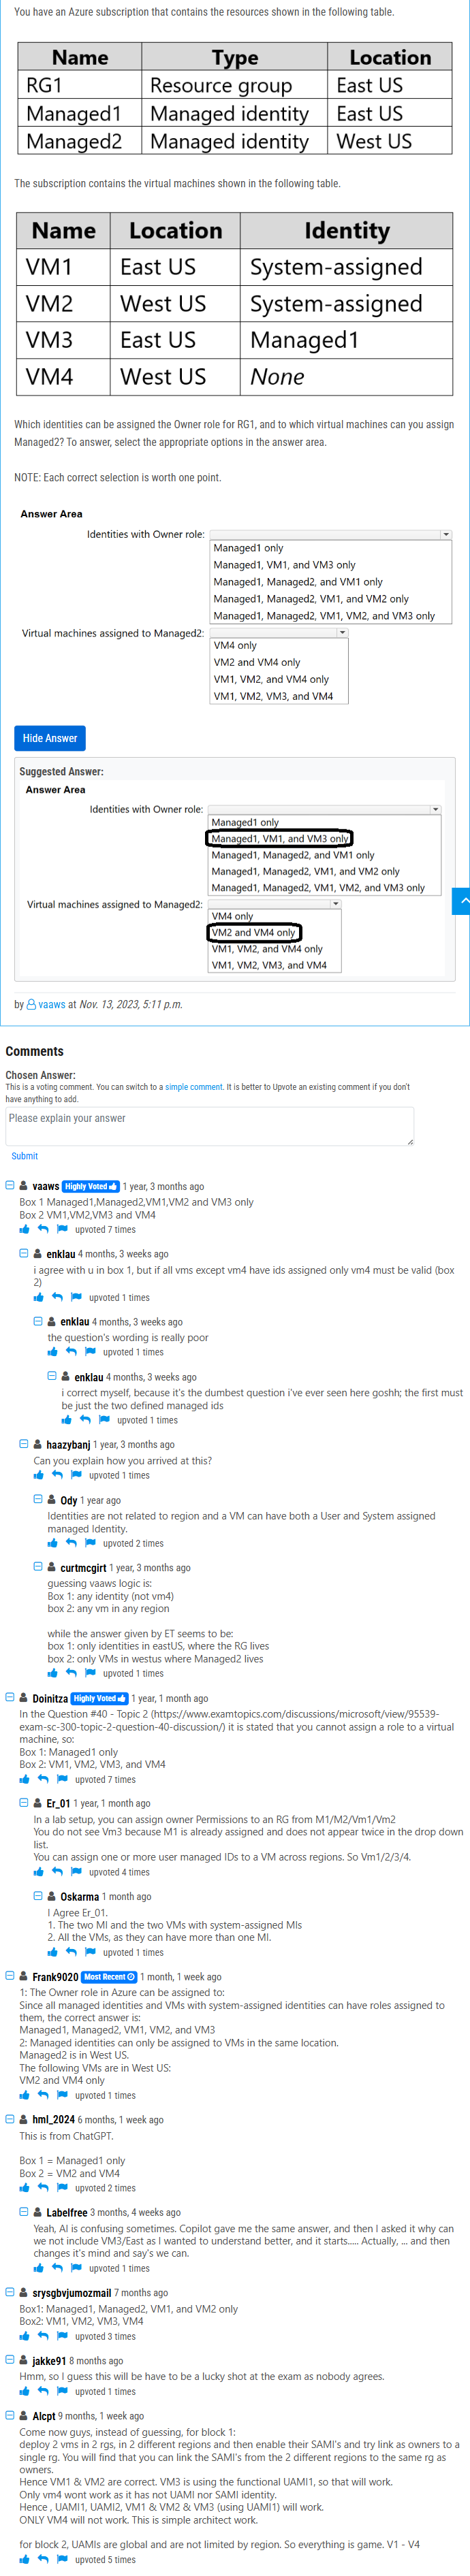 You have an Azure subscription that contains the resources shown in the following table.
Name Type Location
RG1 Resource group East US
Managed1 Managed identity East US
Managed2 Managed identity West US
The subscription contains the virtual machines shown in the following table.
Name Location Identity
VM1 East US System-assigned
VM2 West US System-assigned
VM3 East US Managed1
VM4 West US None
Which identities can be assigned the Owner role for RG1, and to which virtual machines can you assign
Managed2? To answer, select the appropriate options in the answer area.
NOTE: Each correct selection is worth one point.
Answer Area
Identities with Owner role:
Managed1 only
Managed1, VM1, and VM3 only
Managed1, Managed2, and VM1 only
Managed1, Managed2, VM1, and VM2 only
Managed1, Managed2, VM1, VM2, and VM3 only
Virtual machines assigned to Managed2:
VM4 only
VM2 and VM4 only
VM1, VM2, and VM4 only
VM1, VM2, VM3, and VM4
Hide Answer
Suggested Answer:
Answer Area
Identities with Owner role:
Managed1 only
Managed1, VM1, and VM3 only
Managed1, Managed2, and VM1 only
Managed1, Managed2, VM1, and VM2 only
Managed1, Managed2, VM1, VM2, and VM3 only
Virtual machines assigned to Managed2:
VM4 only
VM2 and VM4 only
VM1, VM2, and VM4 only
VM1, VM2, VM3, and VM4
by vaaws at Nov. 13, 2023, 5:11 p.m.
Comments
Chosen Answer:
This is a voting comment. You can switch to a simple comment. It is better to Upvote an existing comment if you don't
have anything to add.
Please explain your answer
Submit
vaaws Highly Voted 1 year, 3 months ago
Box 1 Managed1,Managed2,VM1,VM2 and VM3 only
Box 2 VM1,VM2,VM3 and VM4
upvoted 7 times
enklau 4 months, 3 weeks ago
i agree with u in box 1, but if all vms except vm4 have ids assigned only vm4 must be valid (box
2)
upvoted 1 times
enklau 4 months, 3 weeks ago
the question's wording is really poor
upvoted 1 times
enklau 4 months, 3 weeks ago
i correct myself, because it's the dumbest question i've ever seen here goshh; the first must
be just the two defined managed ids
upvoted 1 times
haazybanj 1 year, 3 months ago
Can you explain how you arrived at this?
upvoted 1 times
Ody 1 year ago
Identities are not related to region and a VM can have both a User and System assigned
managed Identity.
upvoted 2 times
curtmcgirt 1 year, 3 months ago
guessing vaaws logic is:
Box 1: any identity (not vm4)
box 2: any vm in any region
while the answer given by ET seems to be:
box 1: only identities in eastUS, where the RG lives
box 2: only VMs in westus where Managed2 lives
upvoted 1 times
Doinitza Highly Voted 1 year, 1 month ago
In the Question #40 - Topic 2 (https://www.examtopics.com/discussions/microsoft/view/95539-
exam-sc-300-topic-2-question-40-discussion/) it is stated that you cannot assign a role to a virtual
machine, so:
Box 1: Managed1 only
Box 2: VM1, VM2, VM3, and VM4
upvoted 7 times
Er_01 1 year, 1 month ago
In a lab setup, you can assign owner Permissions to an RG from M1/M2/Vm1/Vm2
You do not see Vm3 because M1 is already assigned and does not appear twice in the drop down
list.
You can assign one or more user managed IDs to a VM across regions. So Vm1/2/3/4.
upvoted 4 times
Oskarma 1 month ago
I Agree Er_01.
1. The two MI and the two VMs with system-assigned MIs
2. All the VMs, as they can have more than one MI.
upvoted 1 times
Frank9020 Most Recent 1 month, 1 week ago
1: The Owner role in Azure can be assigned to:
Since all managed identities and VMs with system-assigned identities can have roles assigned to
them, the correct answer is:
Managed1, Managed2, VM1, VM2, and VM3
2: Managed identities can only be assigned to VMs in the same location.
Managed2 is in West US.
The following VMs are in West US:
VM2 and VM4 only
upvoted 1 times
hml_2024 6 months, 1 week ago
This is from ChatGPT.
Box 1 = Managed1 only
Box 2 = VM2 and VM4
upvoted 2 times
Labelfree 3 months, 4 weeks ago
Yeah, AI is confusing sometimes. Copilot gave me the same answer, and then I asked it why can
we not include VM3/East as I wanted to understand better, and it starts..... Actually, ... and then
changes it's mind and say's we can.
upvoted 1 times
srysgbvjumozmail 7 months ago
Box1: Managed1, Managed2, VM1, and VM2 only
Box2: VM1, VM2, VM3, VM4
upvoted 3 times
jakke91 8 months ago
Hmm, so I guess this will be have to be a lucky shot at the exam as nobody agrees.
upvoted 1 times
Alcpt 9 months, 1 week ago
Come now guys, instead of guessing, for block 1:
deploy 2 vms in 2 rgs, in 2 different regions and then enable their SAMI's and try link as owners to a
single rg. You will find that you can link the SAMI's from the 2 different regions to the same rg as
owners.
Hence VM1 & VM2 are correct. VM3 is using the functional UAMI1, so that will work.
Only vm4 wont work as it has not UAMI nor SAMI identity.
Hence , UAMI1, UAMI2, VM1 & VM2 & VM3 (using UAMI1) will work.
ONLY VM4 will not work. This is simple architect work.
for block 2, UAMIs are global and are not limited by region. So everything is game. V1 - V4
upvoted 5 times